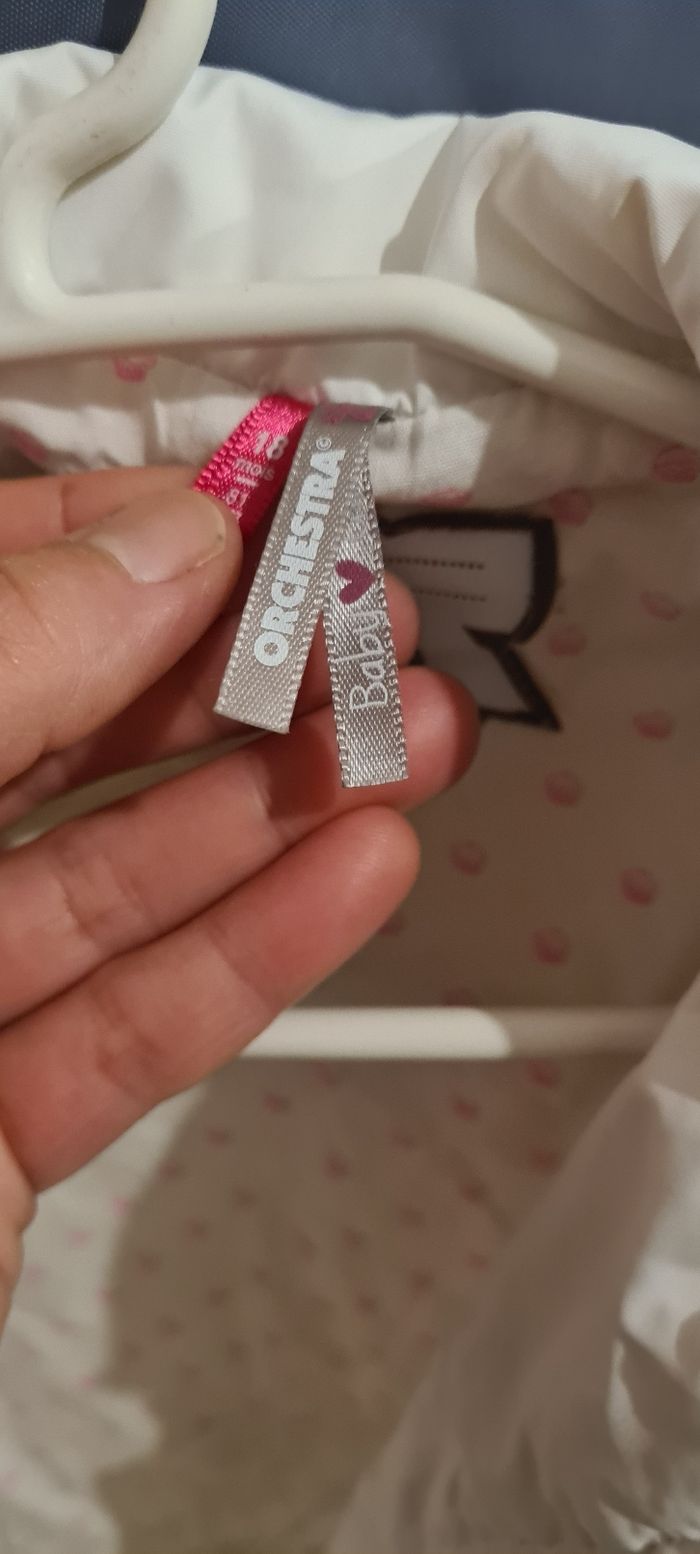 18
mois
81
ORCHESTRA©
Baby